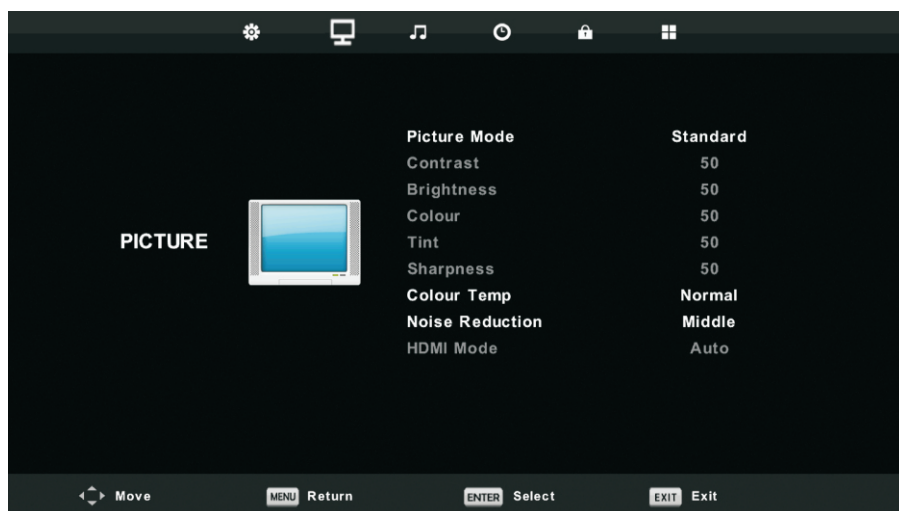 Picture Mode Standard
Contrast 50
Brightness 50
Colour 50
PICTURE
Tint 50
Sharpness 50
Colour Temp Normal
Noise Reduction Middle
HDMI Mode Auto
Move MENU Return ENTER Select EXIT Exit